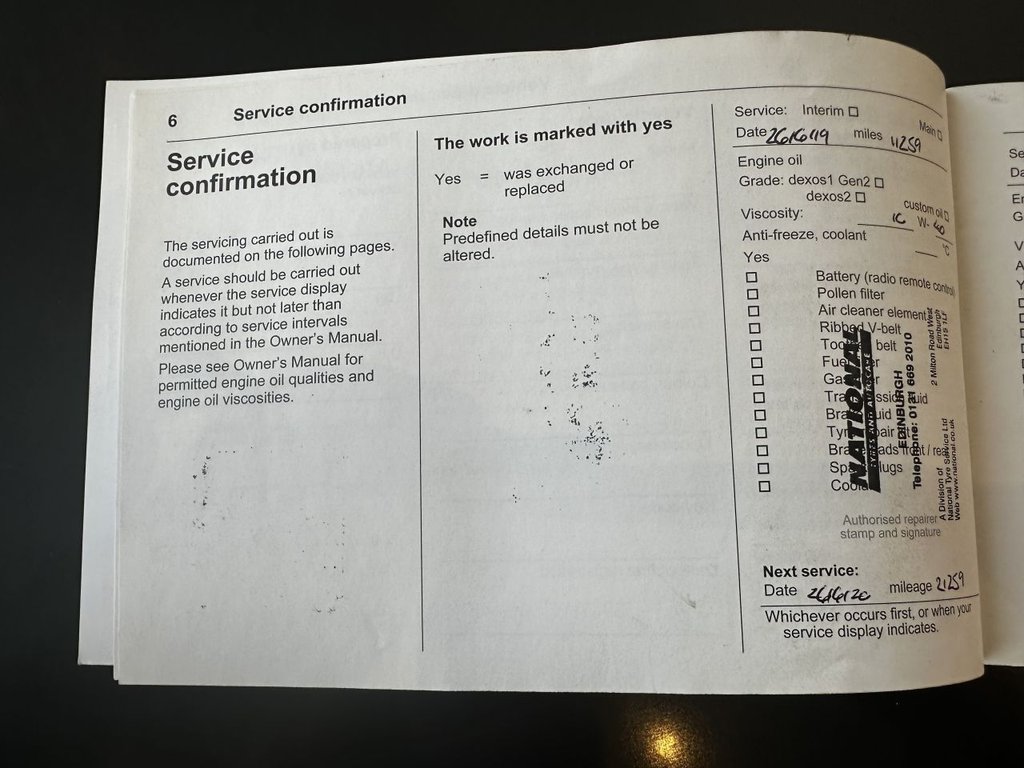 6 Service confirmation
Service
confirmation
The servicing carried out is
documented on the following pages.
A service should be carried out
whenever the service display
indicates it but not later than
according to service intervals
mentioned in the Owner's Manual.
Please see Owner's Manual for
permitted engine oil qualities and
engine oil viscosities.
The work is marked with yes
Yes = was exchanged or
replaced
Note
Predefined details must not be
altered.
Service: Interim ☐
Main ☐
Date 26/6/19 miles 11259
Engine oil
Grade: dexos1 Gen2 ☐
dexos2 ☐
custom oil ☐
Viscosity: W-
Anti-freeze, coolant °C
Yes
☐ Battery (radio remote control)
☐ Pollen filter
☐ Air cleaner element
☐ Ribbed V-belt
☐ belt
☐
☐
☐
☐
☐
☐
☐
☐
NATIONAL
TYRES AND AUTOCARE
EDINBURGH
Telephone: 0131 669 2010
2 Milton Road West
Edinburgh
EH15 1LF
A Division of
National Tyre Service Ltd
Web www.national.co.uk
Authorised repairer
stamp and signature
Next service:
Date 26/6/20 mileage 21259
Whichever occurs first, or when your
service display indicates.